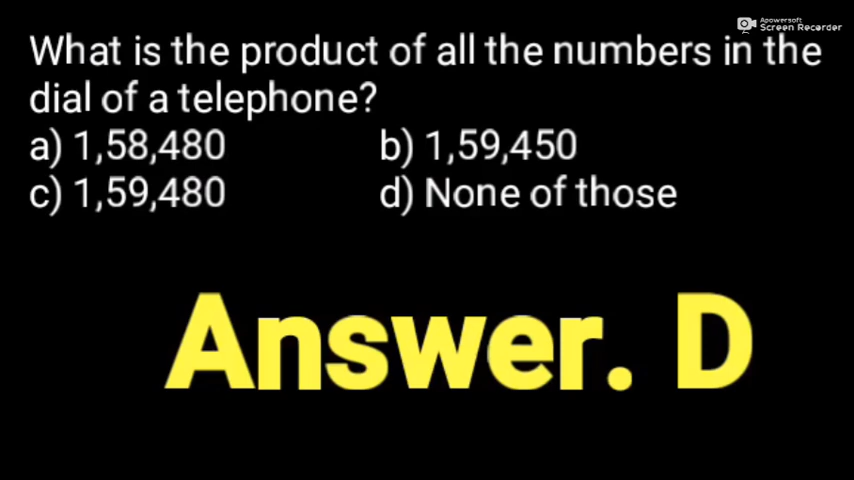 Apowersoft
Screen Recorder
What is the product of all the numbers in the
dial of a telephone?
a) 1,58,480 b) 1,59,450
c) 1,59,480 d) None of those
Answer. D